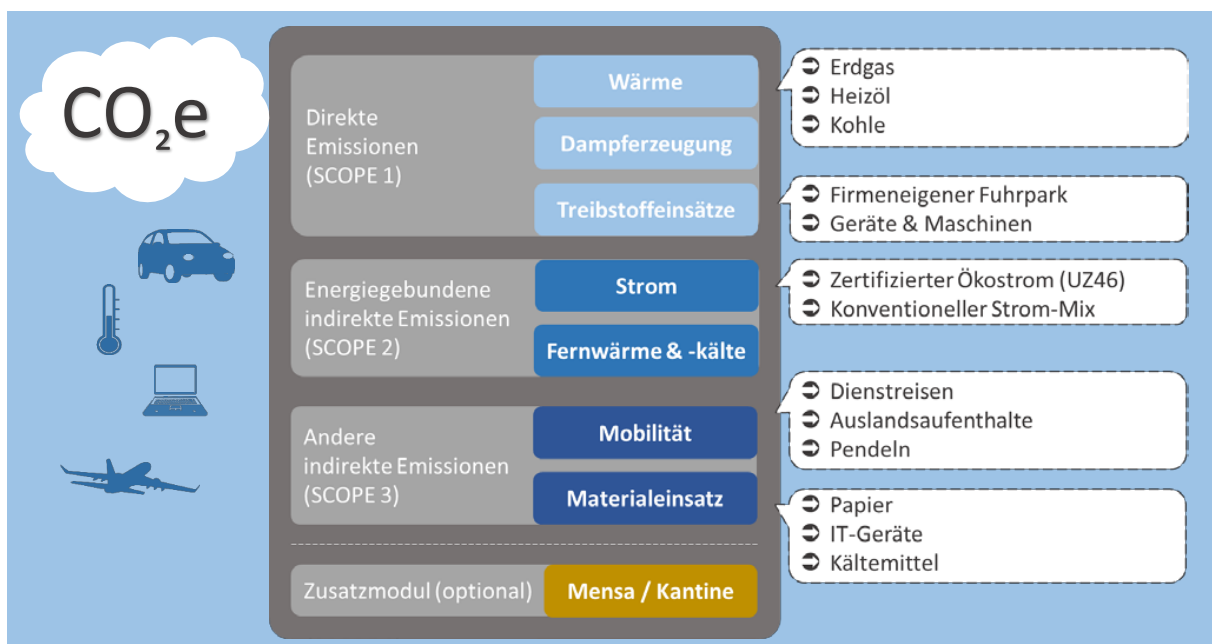 CO₂e
Direkte
Emissionen
(SCOPE 1)
Wärme
Dampferzeugung
Treibstoffeinsätze
Erdgas
Heizöl
Kohle
Firmeneigener Fuhrpark
Geräte & Maschinen
Energiegebundene
indirekte Emissionen
(SCOPE 2)
Strom
Fernwärme & -kälte
Zertifizierter Ökostrom (UZ46)
Konventioneller Strom-Mix
Andere
indirekte Emissionen
(SCOPE 3)
Mobilität
Materialeinsatz
Dienstreisen
Auslandsaufenthalte
Pendeln
Papier
IT-Geräte
Kältemittel
Zusatzmodul (optional)
Mensa / Kantine